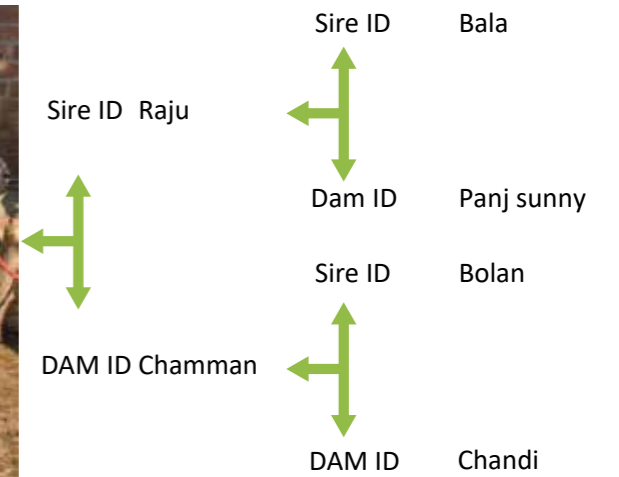 Sire ID Bala
Sire ID Raju
Dam ID Panj sunny
Sire ID Bolan
DAM ID Chamman
DAM ID Chandi